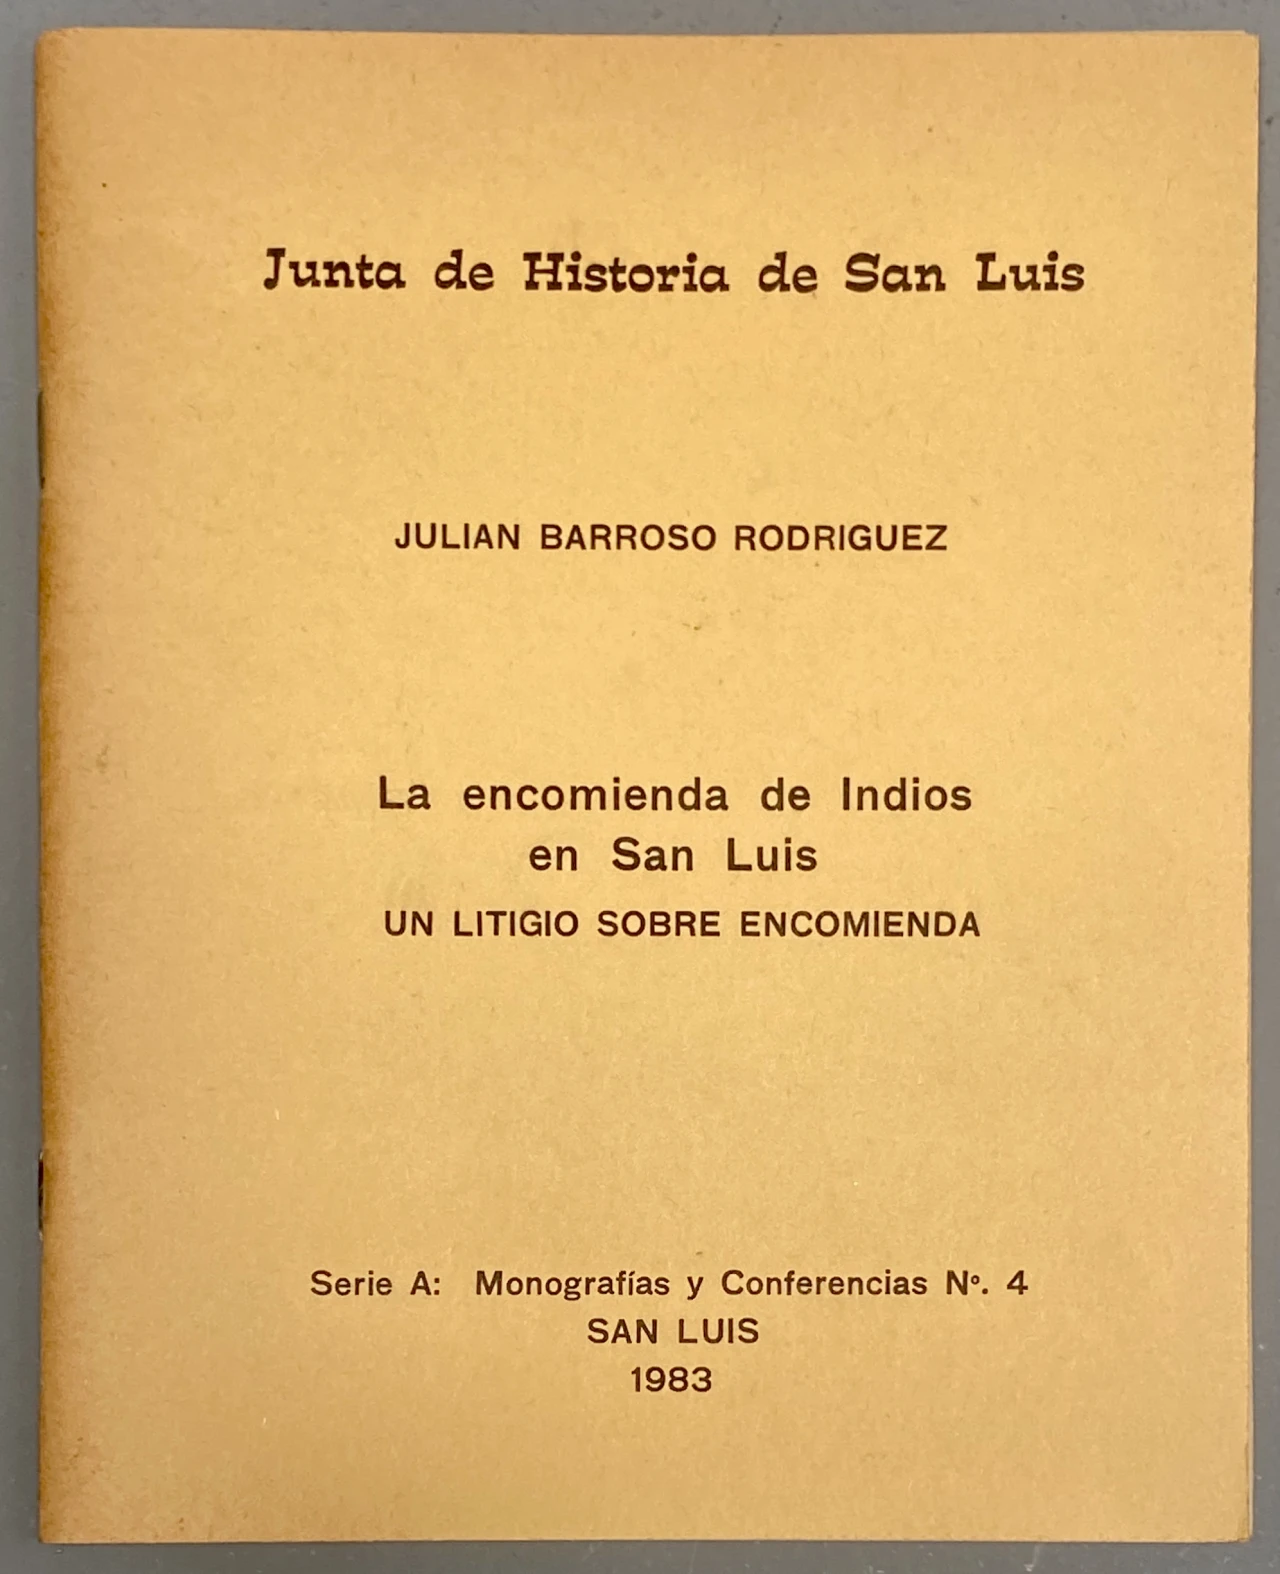 Junta de Historia de San Luis
JULIAN BARROSO RODRIGUEZ
La encomienda de Indios
en San Luis
UN LITIGIO SOBRE ENCOMIENDA
Serie A: Monografías y Conferencias Nº. 4
SAN LUIS
1983